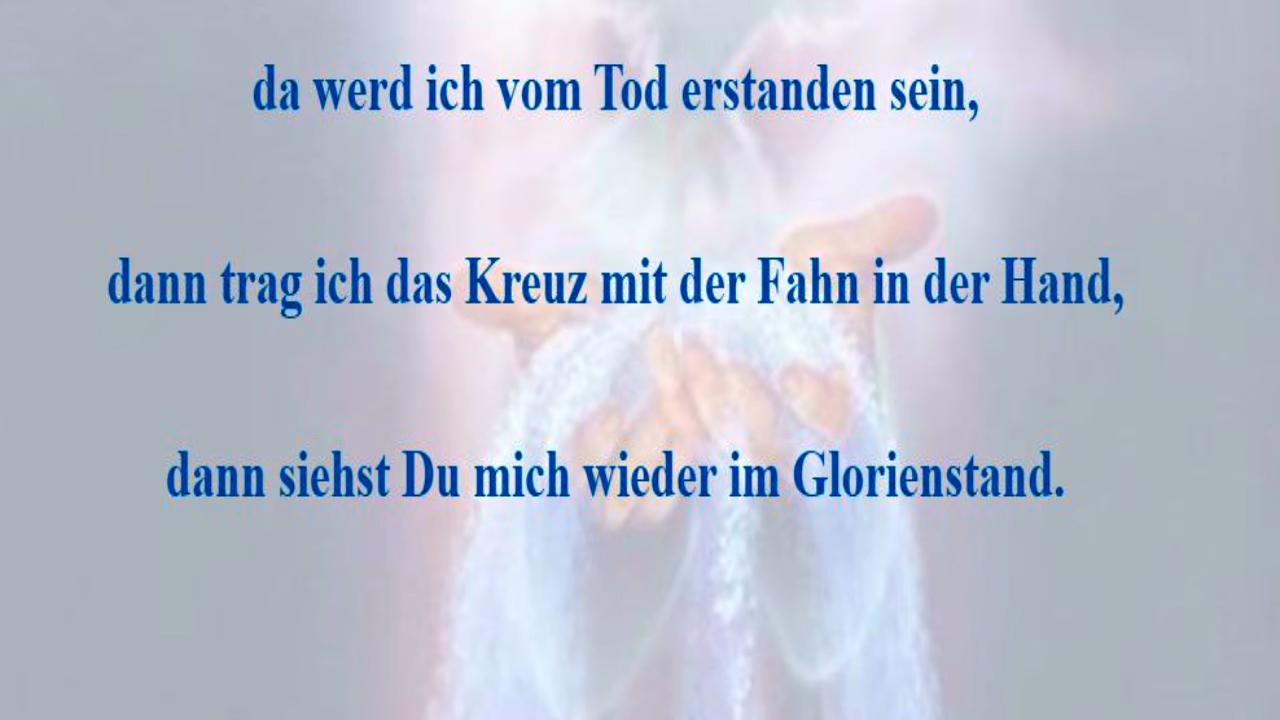 da werd ich vom Tod erstanden sein,
dann trag ich das Kreuz mit der Fahn in der Hand,
dann siehst Du mich wieder im Glorienstand.